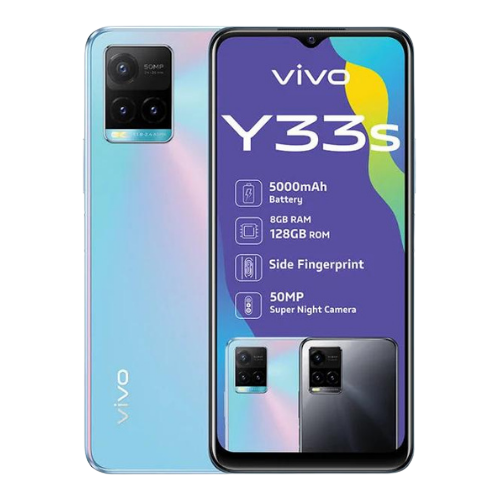 50MP
vivo
vivo
Y33s
5000mAh
Battery
8GB RAM
128GB ROM
Side Fingerprint
50MP
Super Night Camera